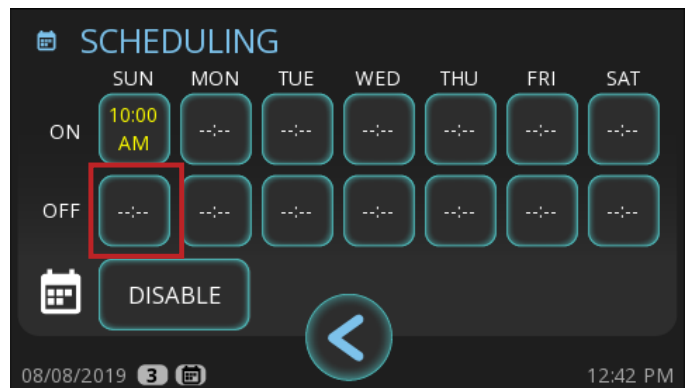 SCHEDULING
SUN MON TUE WED THU FRI SAT
ON 10:00 AM --:-- --:-- --:-- --:-- --:-- --:--
OFF --:-- --:-- --:-- --:-- --:-- --:-- --:--
DISABLE
08/08/2019 3 12:42 PM